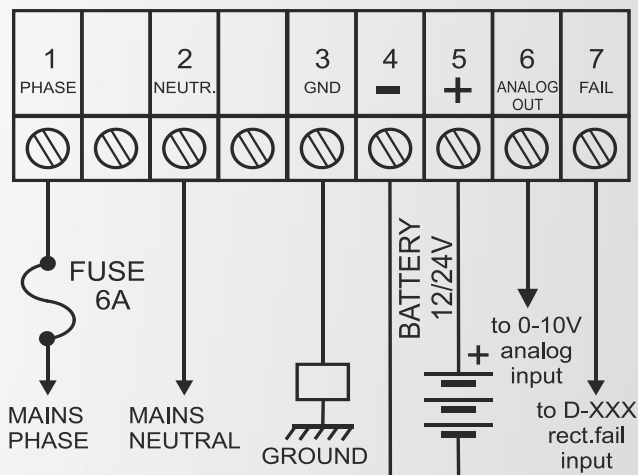 1 2 3 4 5 6 7
PHASE NEUTR. GND - + ANALOG OUT FAIL
FUSE
6A
BATTERY
12/24V
to 0-10V
analog
input
+
MAINS
PHASE
MAINS
NEUTRAL
GROUND
to D-XXX
rect.fail
input